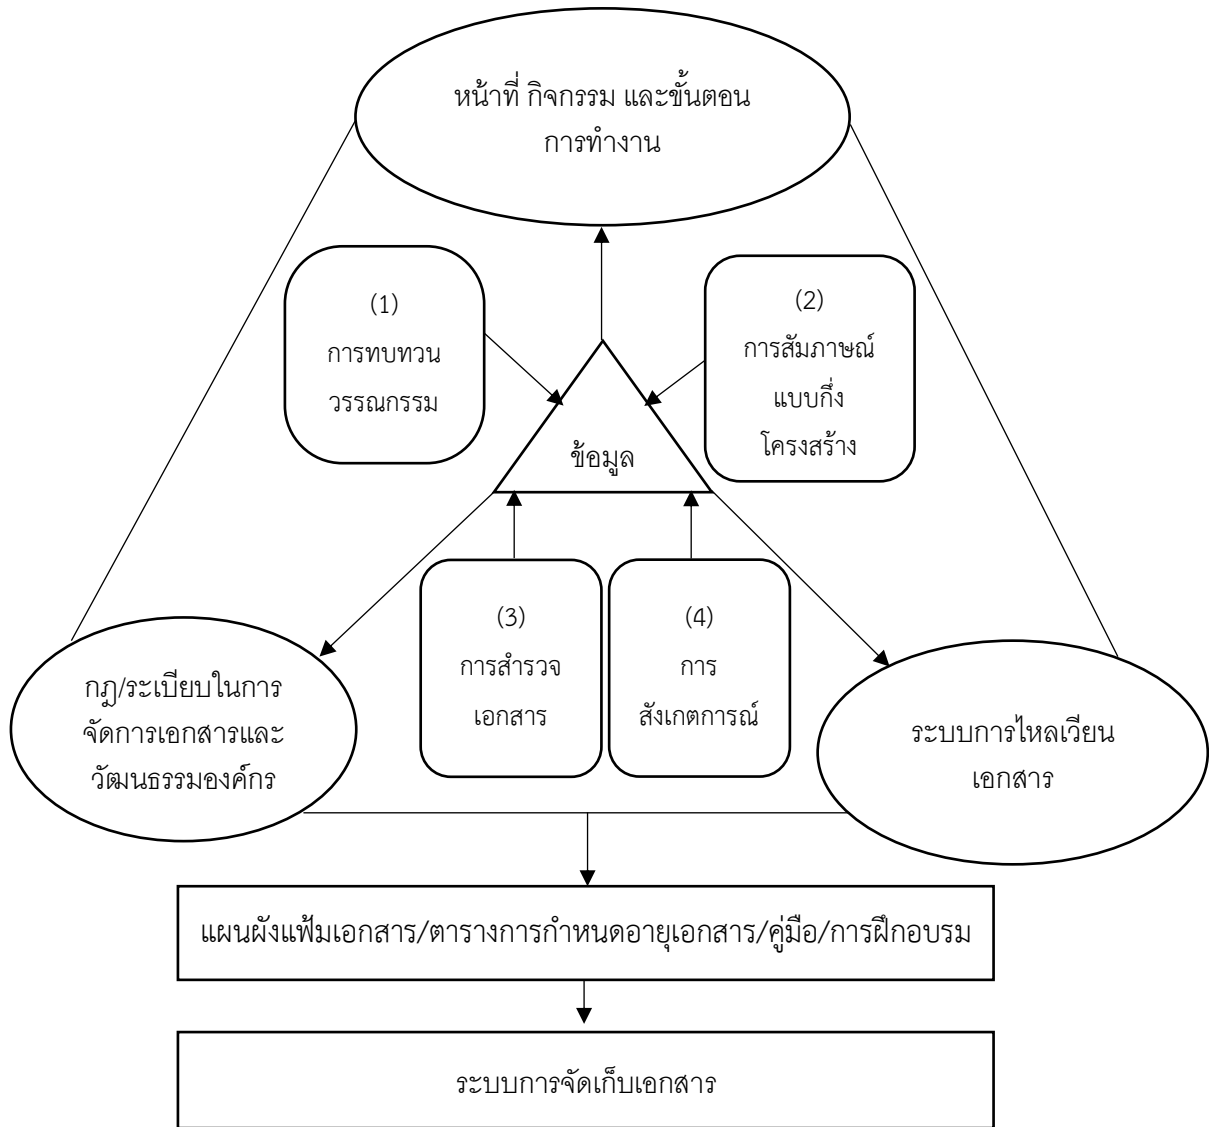 หน้าที่ กิจกรรม และขั้นตอน
การทำงาน
(1)
การทบทวน
วรรณกรรม
(2)
การสัมภาษณ์
แบบกึ่ง
โครงสร้าง
ข้อมูล
(3)
การสำรวจ
เอกสาร
(4)
การ
สังเกตการณ์
กฎ/ระเบียบในการ
จัดการเอกสารและ
วัฒนธรรมองค์กร
ระบบการไหลเวียน
เอกสาร
แผนผังแฟ้มเอกสาร/ตารางการกำหนดอายุเอกสาร/คู่มือ/การฝึกอบรม
ระบบการจัดเก็บเอกสาร